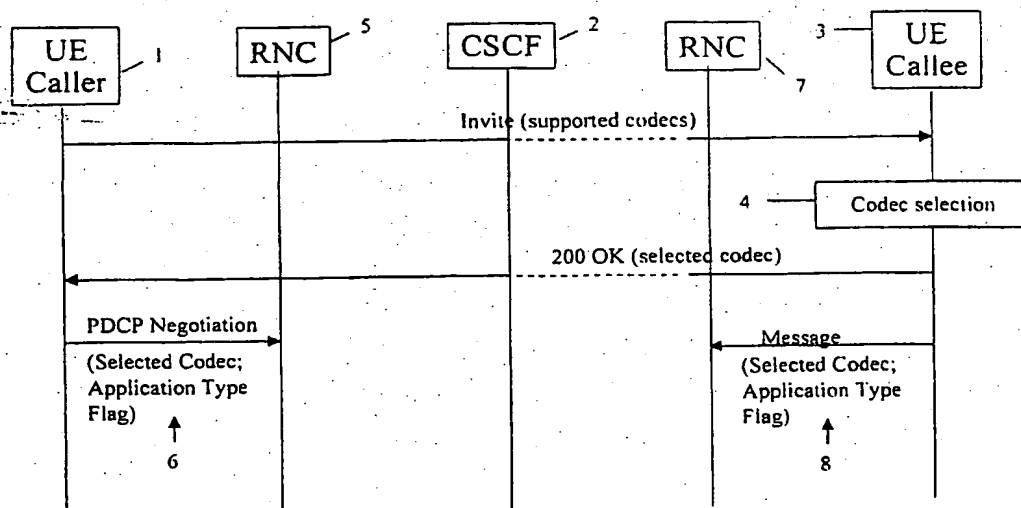 UE
Caller
1
RNC
5
CSCF
2
RNC
7
3
UE
Callee
Invite (supported codecs)
4
Codec selection
200 OK (selected codec)
PDCP Negotiation
(Selected Codec;
Application Type
Flag)
6
Message
(Selected Codec;
Application Type
Flag)
8